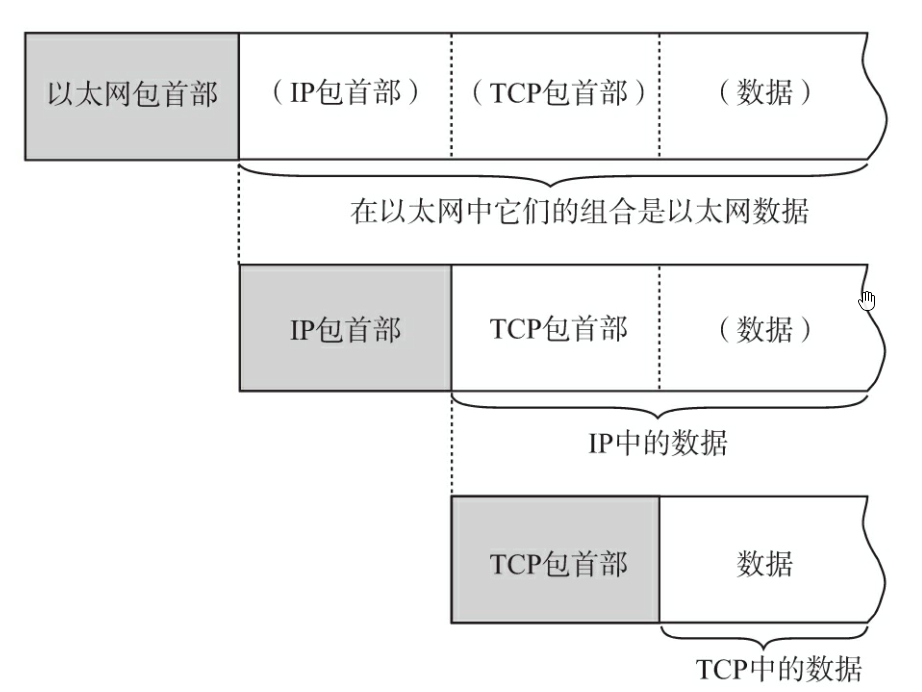 以太网包首部 （IP包首部） （TCP包首部） （数据）
在以太网中它们的组合是以太网数据
IP包首部 TCP包首部 （数据）
IP中的数据
TCP包首部 数据
TCP中的数据